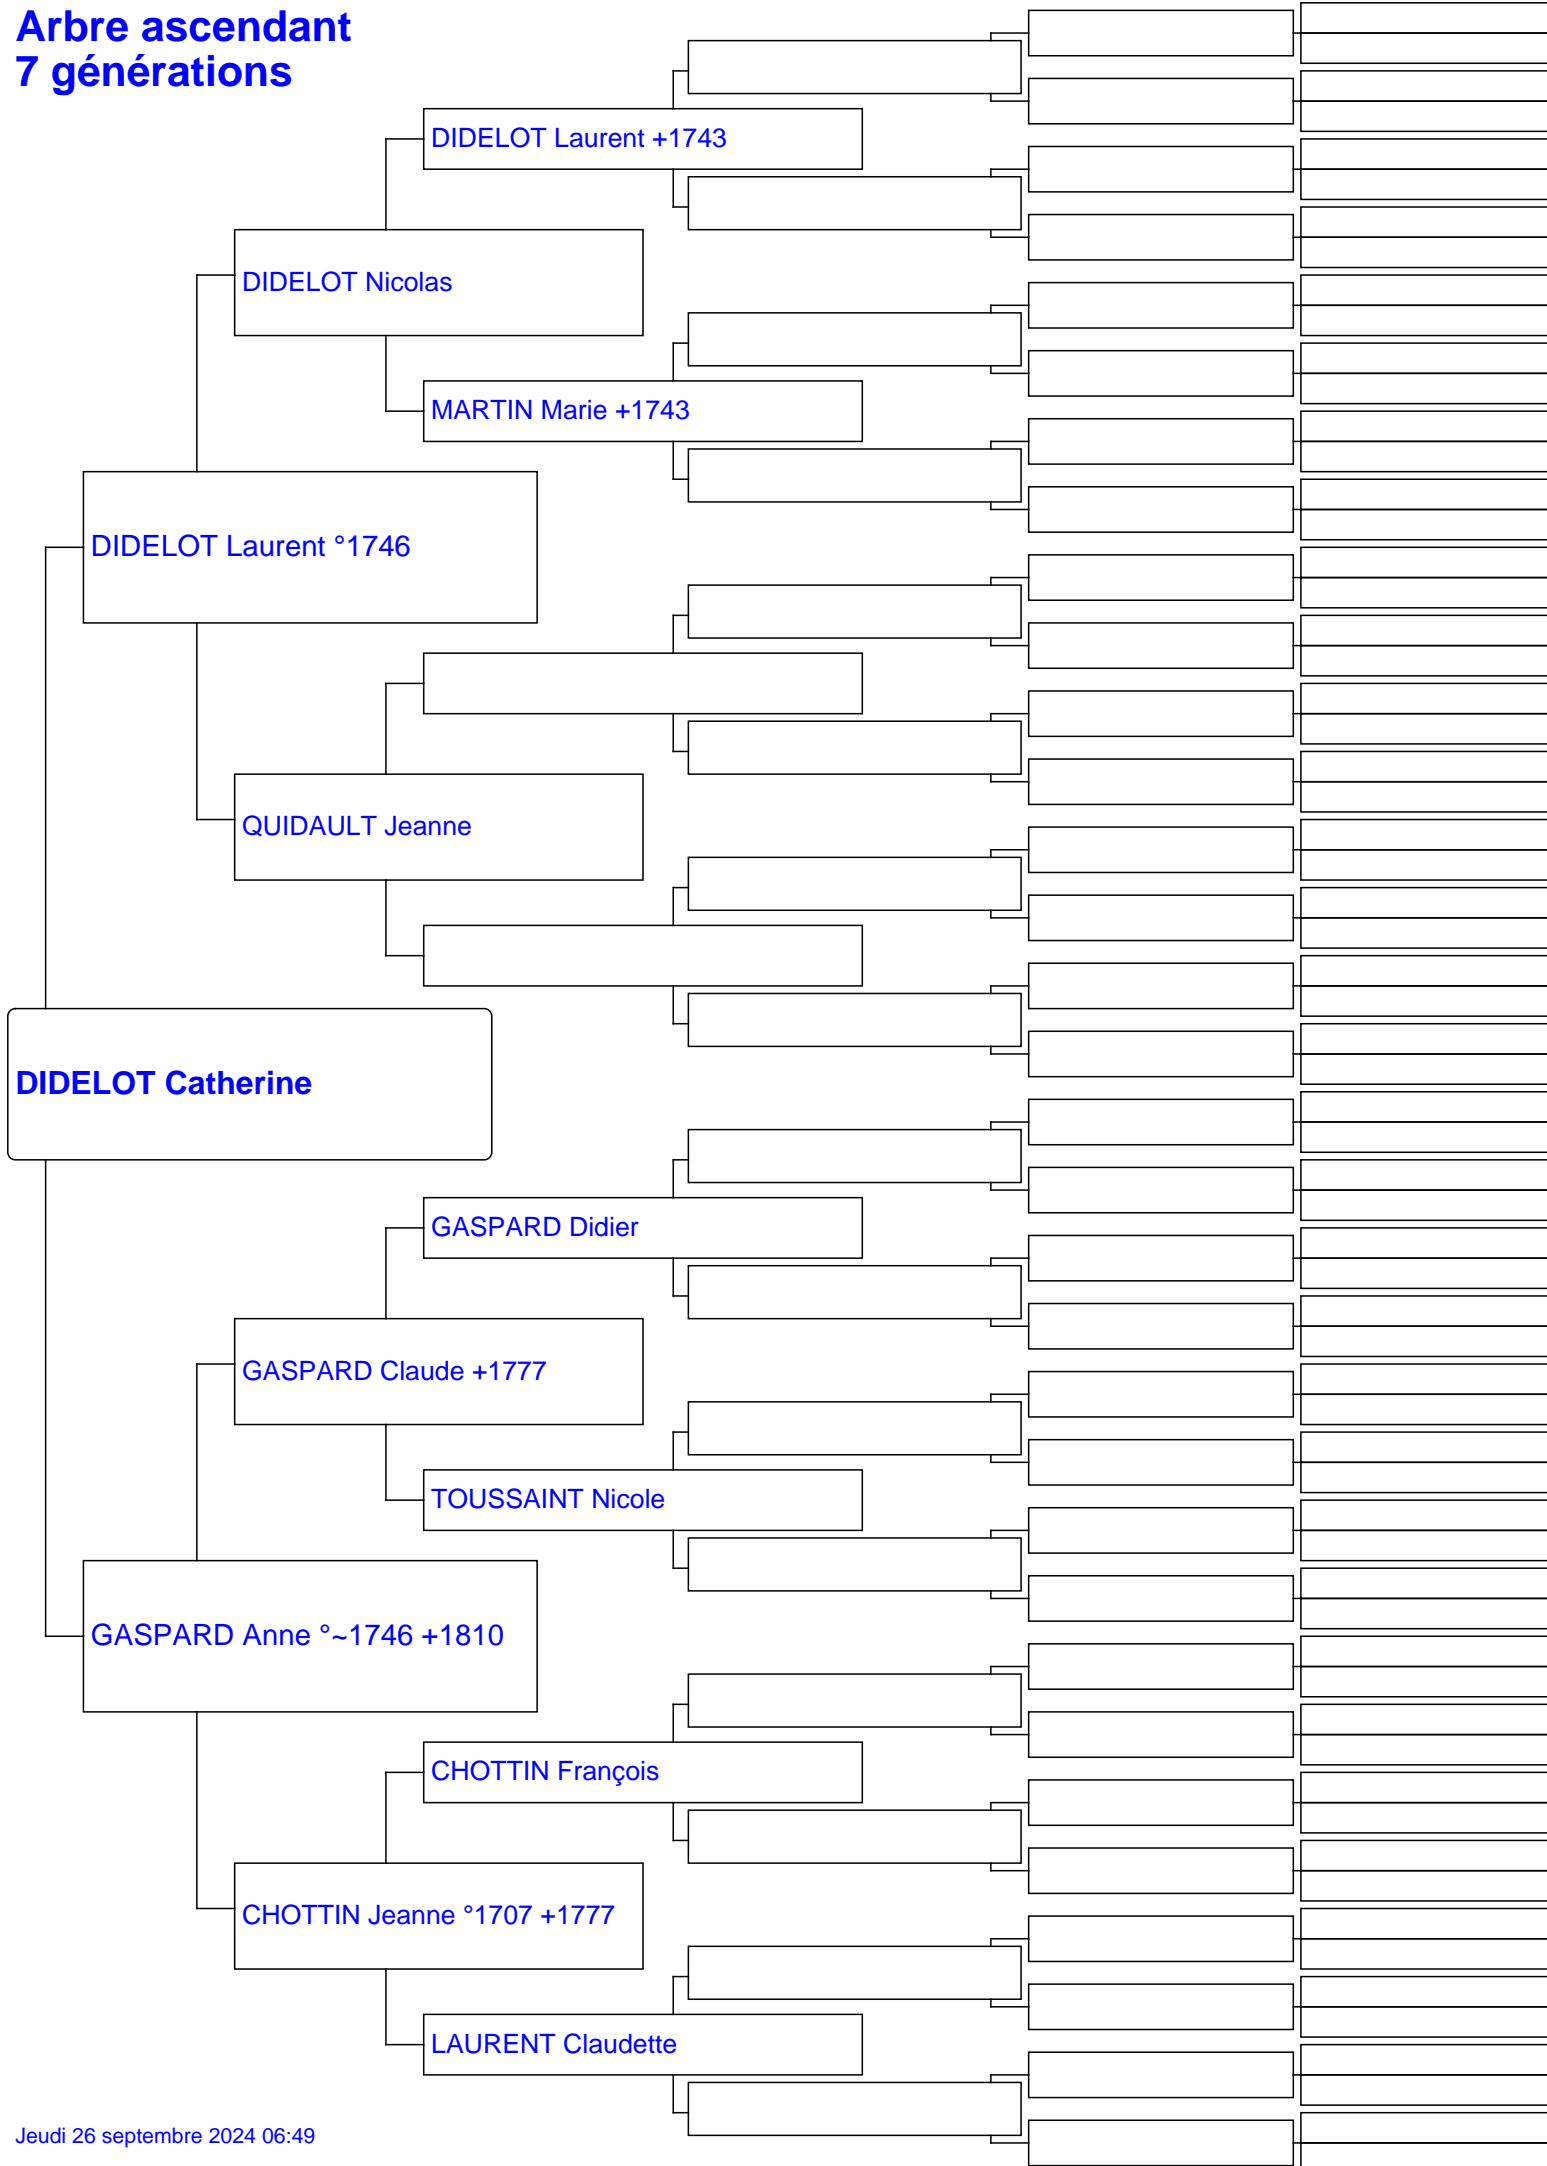 Arbre ascendant
7 générations
DIDELOT Laurent +1743
DIDELOT Nicolas
MARTIN Marie +1743
DIDELOT Laurent °1746
QUIDAULT Jeanne
DIDELOT Catherine
GASPARD Didier
GASPARD Claude +1777
TOUSSAINT Nicole
GASPARD Anne °~1746 +1810
CHOTTIN François
CHOTTIN Jeanne °1707 +1777
LAURENT Claudette
Jeudi 26 septembre 2024 06:49